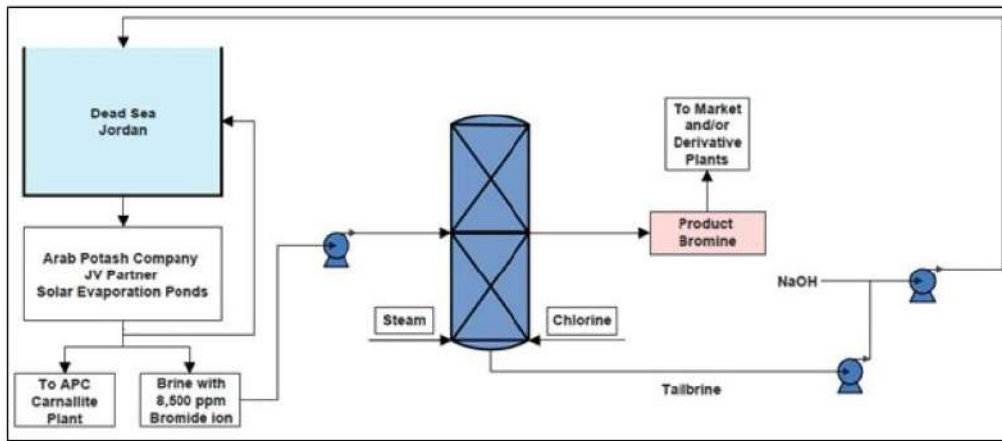 Dead Sea
Jordan
Arab Potash Company
JV Partner
Solar Evaporation Ponds
To APC
Carnallite
Plant
Brine with
8,500 ppm
Bromide ion
Steam
Chlorine
To Market
and/or
Derivative
Plants
Product
Bromine
NaOH
Tailbrine